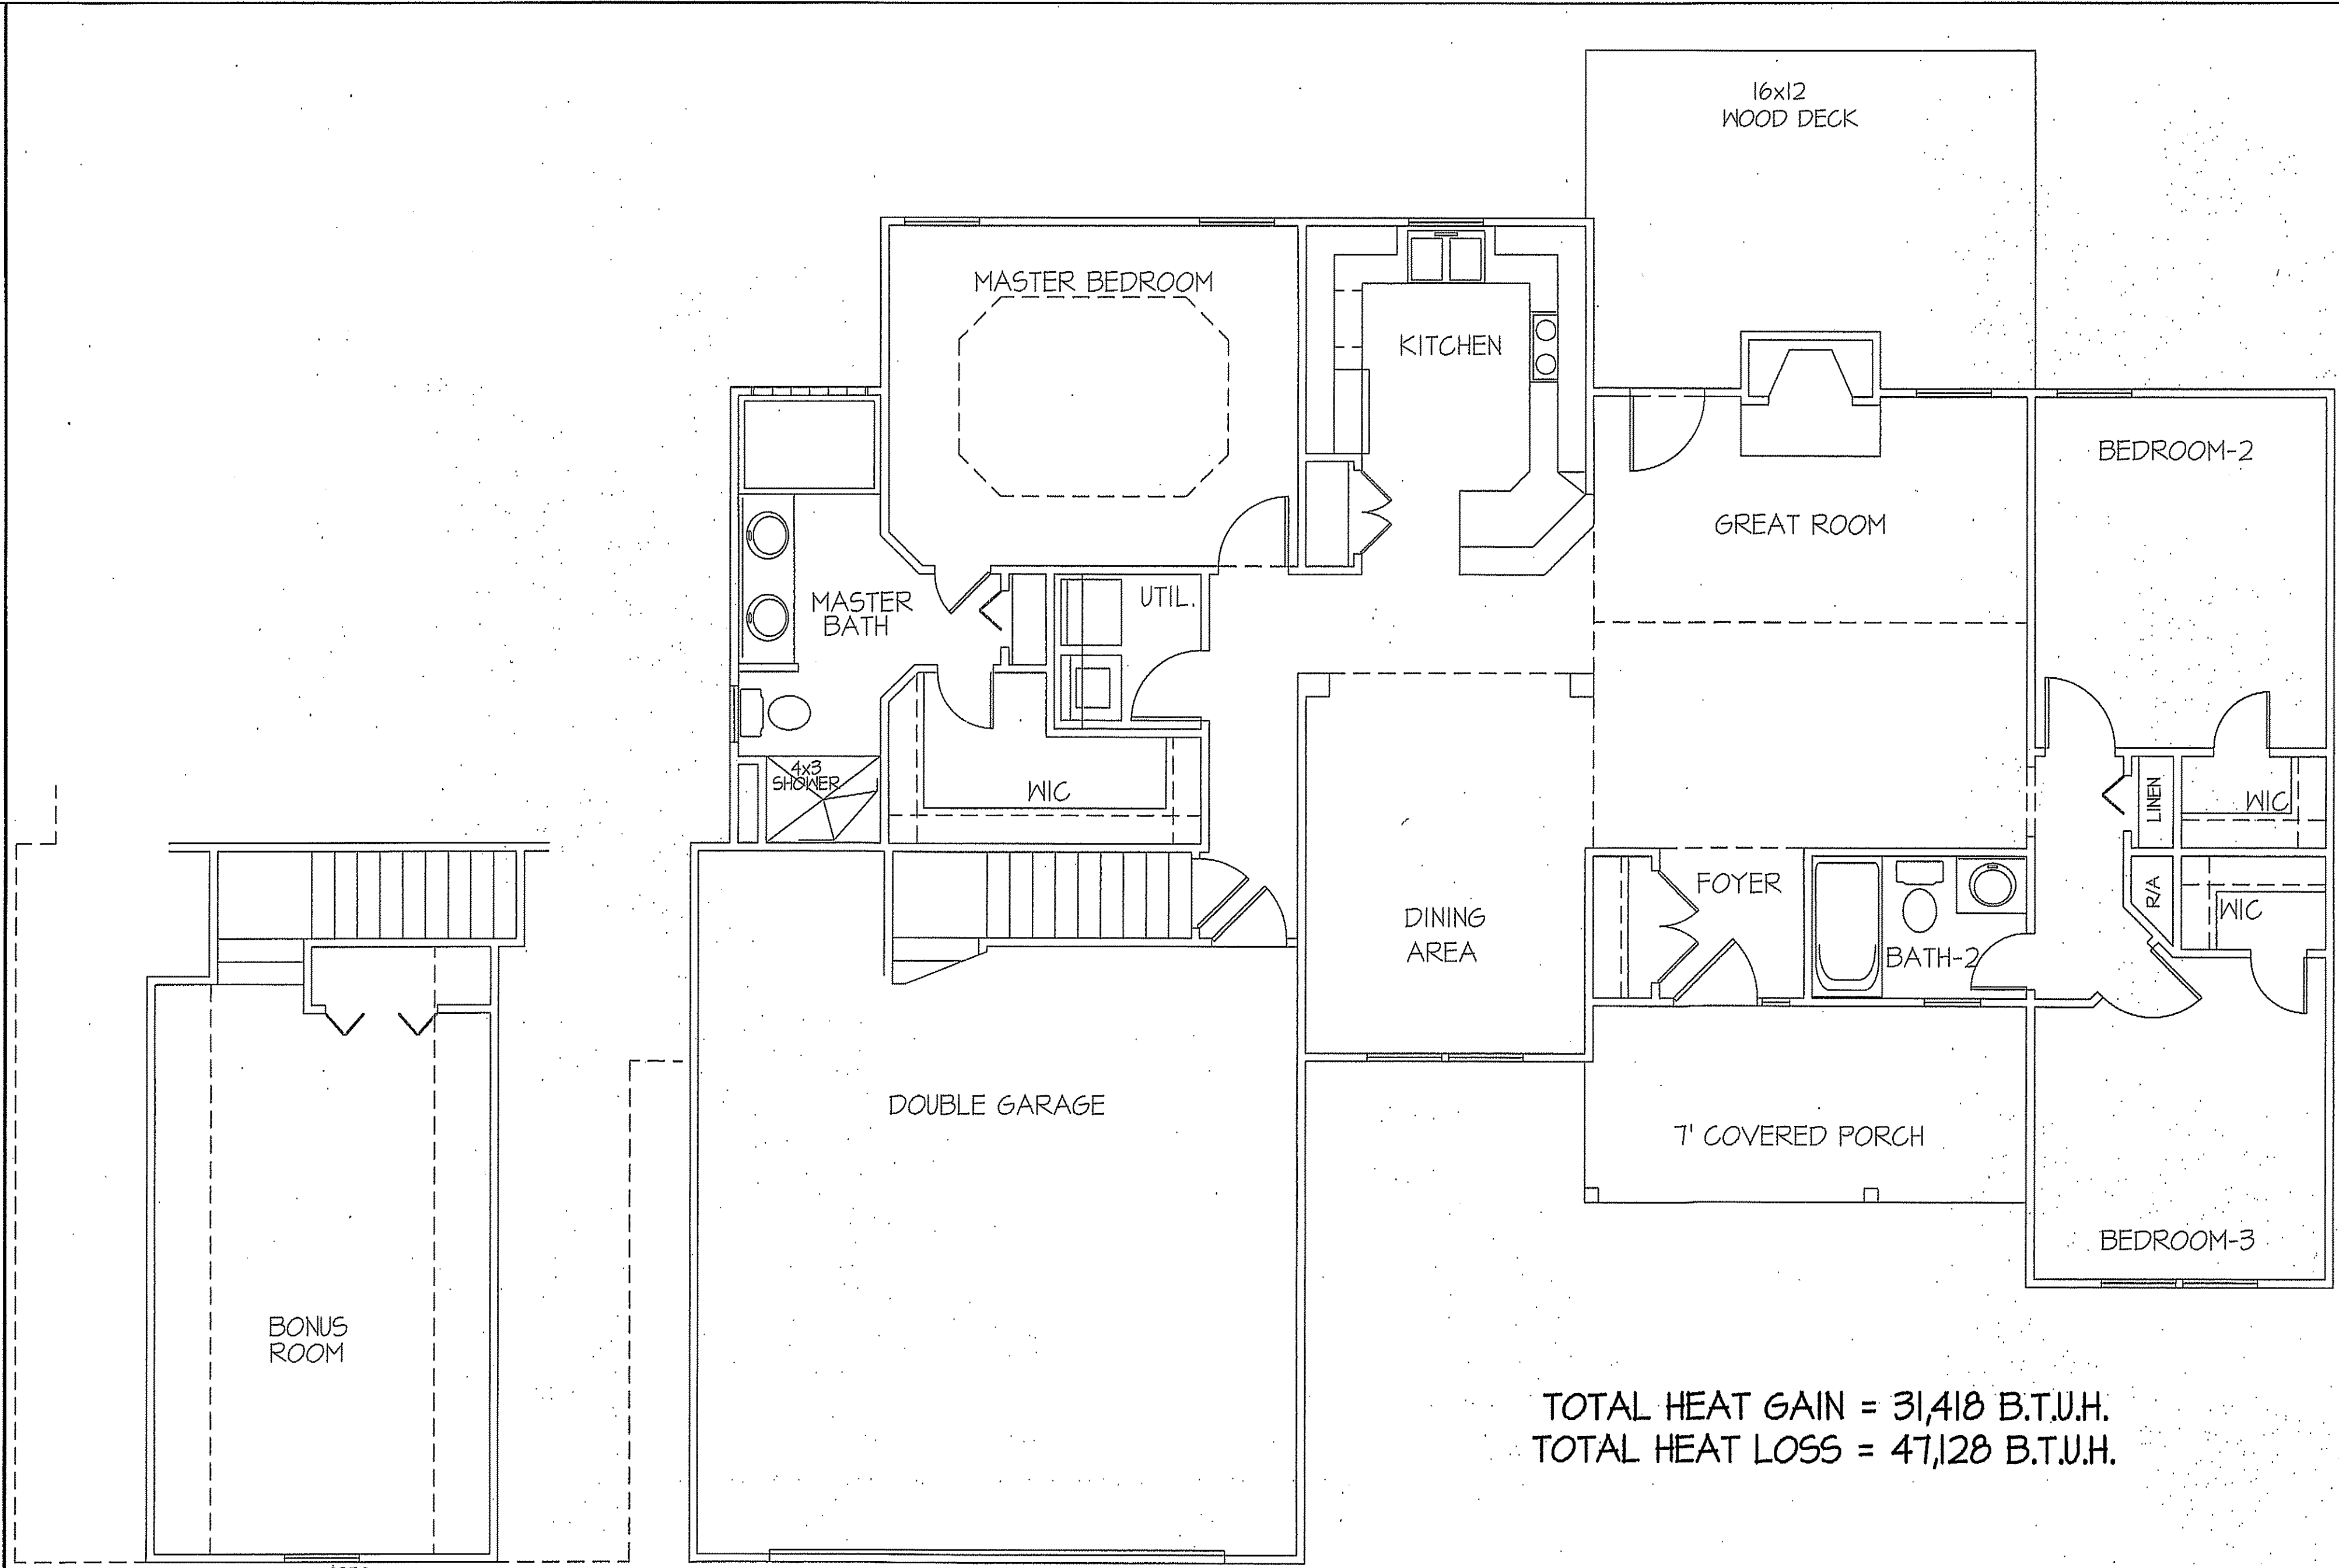 16x12
WOOD DECK
MASTER BEDROOM
KITCHEN
BEDROOM-2
GREAT ROOM
UTIL.
MASTER
BATH
4x3
SHOWER
WIC
LINEN
WIC
FOYER
R/A
WIC
DINING
AREA
BATH-2
DOUBLE GARAGE
7' COVERED PORCH
BEDROOM-3
BONUS
ROOM
TOTAL HEAT GAIN = 31,418 B.T.U.H.
TOTAL HEAT LOSS = 47,128 B.T.U.H.